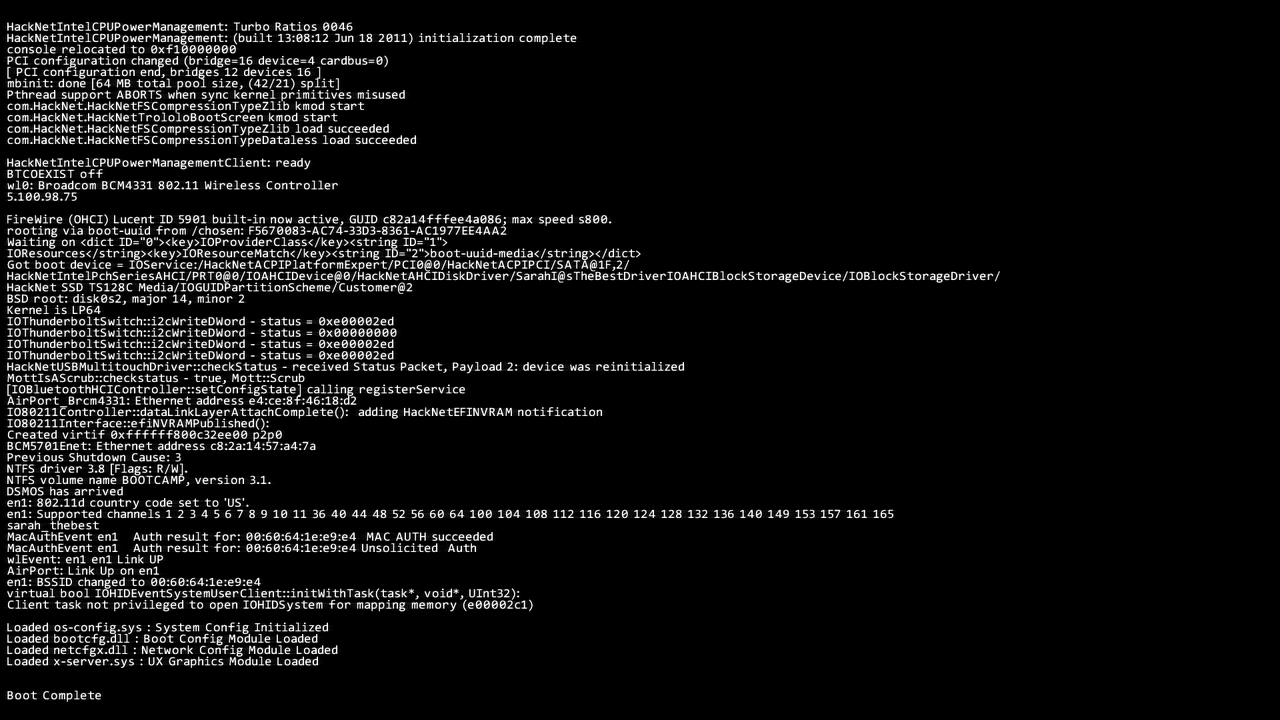 HackNetIntelCPUPowerManagement: Turbo Ratios 0046
HackNetIntelCPUPowerManagement: (built 13:08:12 Jun 18 2011) initialization complete
console relocated to 0xf10000000
PCI configuration changed (bridge=16 device=4 cardbus=0)
[ PCI configuration end, bridges 12 devices 16 ]
mbinit: done [64 MB total pool size, (42/21) split]
Pthread support ABORTS when sync kernel primitives misused
com.HackNet.HackNetFSCompressionTypeZlib kmod start
com.HackNet.HackNetTrololoBootScreen kmod start
com.HackNet.HackNetFSCompressionTypeZlib load succeeded
com.HackNet.HackNetFSCompressionTypeDataless load succeeded
HackNetIntelCPUPowerManagementClient: ready
BTCOEXIST off
wl0: Broadcom BCM4331 802.11 Wireless Controller
5.100.98.75
FireWire (OHCI) Lucent ID 5901 built-in now active, GUID c82a14fffee4a086; max speed s800.
rooting via boot-uuid from /chosen: F5670083-AC74-33D3-8361-AC1977EE4AA2
Waiting on <dict ID="0"><key>IOProviderClass</key><string ID="1">
IOResources</string><key>IOResourceMatch</key><string ID="2">boot-uuid-media</string></dict>
Got boot device = IOService:/HackNetACPIPlatformExpert/PCI0@0/HackNetACPIPCI/SATA@1F,2/
HackNetIntelPchSeriesAHCI/PRT0@0/IOAHCIDevice@0/HackNetAHCIDiskDriver/SarahI@sTheBestDriverIOAHCIBlockStorageDevice/IOBlockStorageDriver/
HackNet SSD TS128C Media/IOGUIDPartitionScheme/Customer@2
BSD root: disk0s2, major 14, minor 2
Kernel is LP64
IOThunderboltSwitch::i2cWriteDWord - status = 0xe00002ed
IOThunderboltSwitch::i2cWriteDWord - status = 0x00000000
IOThunderboltSwitch::i2cWriteDWord - status = 0xe00002ed
IOThunderboltSwitch::i2cWriteDWord - status = 0xe00002ed
HackNetUSBMultitouchDriver::checkStatus - received Status Packet, Payload 2: device was reinitialized
MottIsAScrub::checkstatus - true, Mott::Scrub
[IOBluetoothHCIController::setConfigState] calling registerService
AirPort_Brcm4331: Ethernet address e4:ce:8f:46:18:d2
IO80211Controller::dataLinkLayerAttachComplete():  adding HackNetEFINVRAM notification
IO80211Interface::efiNVRAMPublished():
Created virtif 0xffffff800c32ee00 p2p0
BCM5701Enet: Ethernet address c8:2a:14:57:a4:7a
Previous Shutdown Cause: 3
NTFS driver 3.8 [Flags: R/W].
NTFS volume name BOOTCAMP, version 3.1.
DSMOS has arrived
en1: 802.11d country code set to 'US'.
en1: Supported channels 1 2 3 4 5 6 7 8 9 10 11 36 40 44 48 52 56 60 64 100 104 108 112 116 120 124 128 132 136 140 149 153 157 161 165
sarah_thebest
MacAuthEvent en1   Auth result for: 00:60:64:1e:e9:e4  MAC AUTH succeeded
MacAuthEvent en1   Auth result for: 00:60:64:1e:e9:e4 Unsolicited  Auth
wlEvent: en1 en1 Link UP
AirPort: Link Up on en1
en1: BSSID changed to 00:60:64:1e:e9:e4
virtual bool IOHIDEventSystemUserClient::initWithTask(task*, void*, UInt32):
Client task not privileged to open IOHIDSystem for mapping memory (e00002c1)
Loaded os-config.sys : System Config Initialized
Loaded bootcfg.dll : Boot Config Module Loaded
Loaded netcfgx.dll : Network Config Module Loaded
Loaded x-server.sys : UX Graphics Module Loaded
Boot Complete